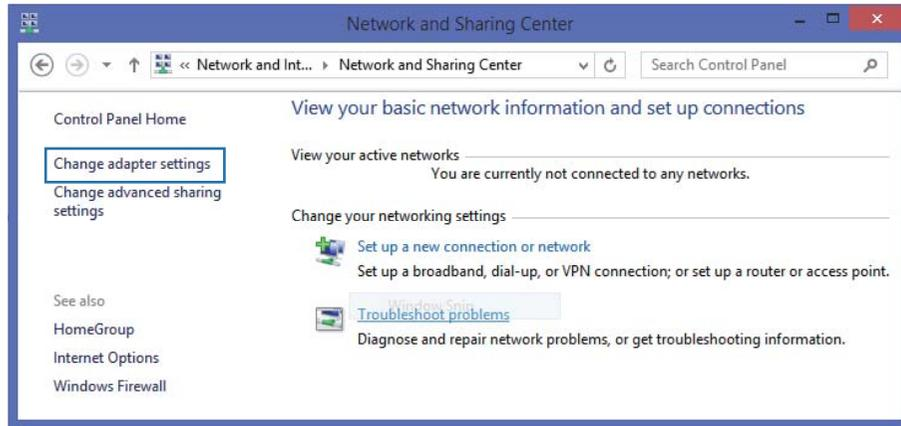 Network and Sharing Center
« Network and Int... Network and Sharing Center
Search Control Panel
Control Panel Home
Change adapter settings
Change advanced sharing
settings
See also
HomeGroup
Internet Options
Windows Firewall
View your basic network information and set up connections
View your active networks
You are currently not connected to any networks.
Change your networking settings
Set up a new connection or network
Set up a broadband, dial-up, or VPN connection; or set up a router or access point.
Window Snip
Troubleshoot problems
Diagnose and repair network problems, or get troubleshooting information.